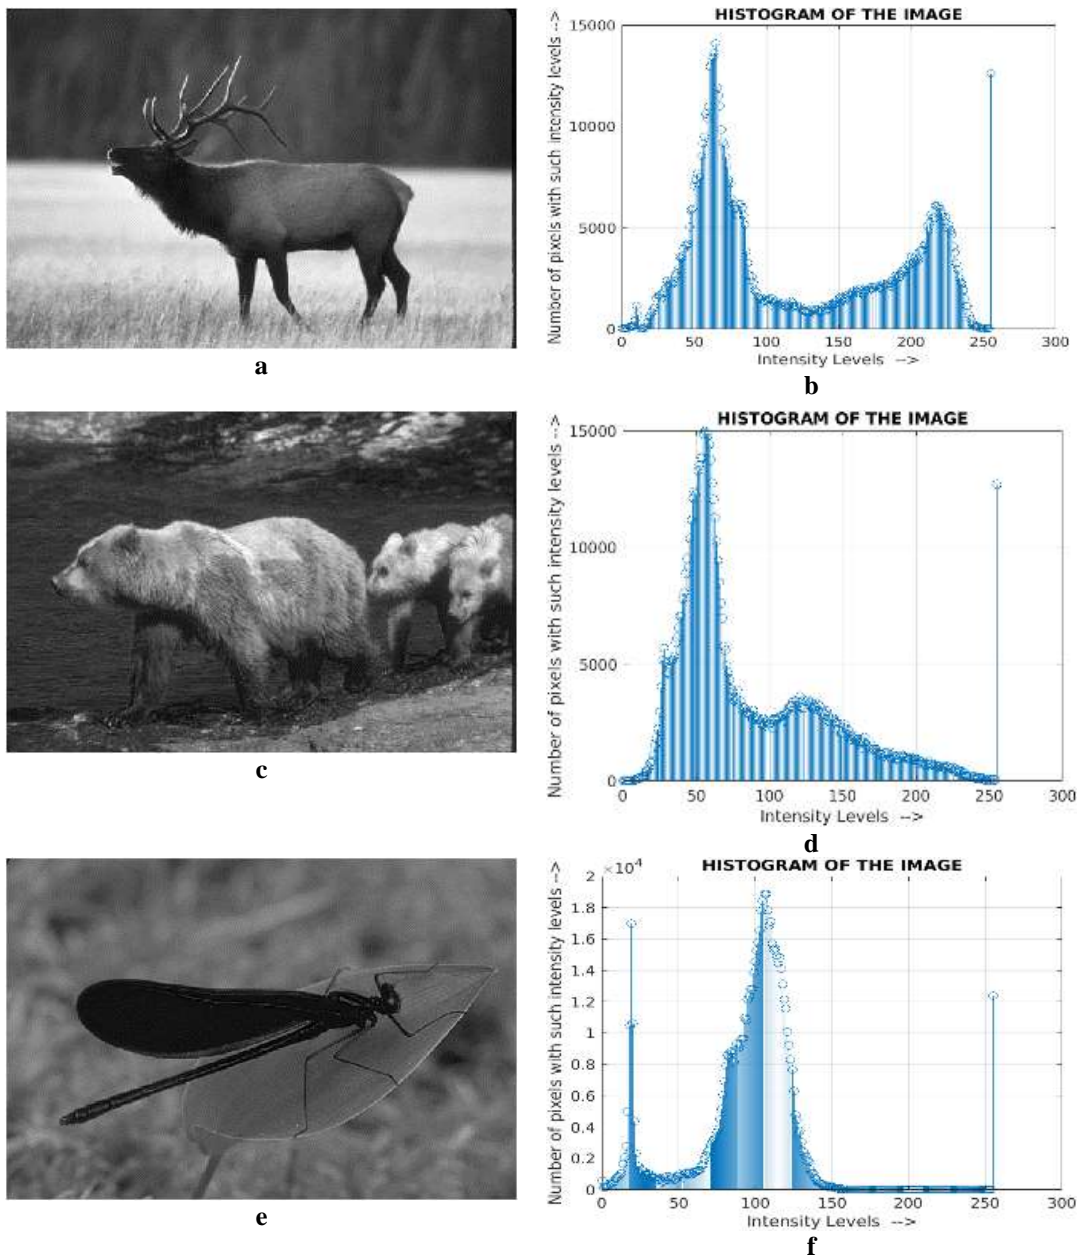 HISTOGRAM OF THE IMAGE
Number of pixels with such intensity levels -->
15000
10000
5000
0
0 50 100 150 200 250 300
Intensity Levels -->
a
b
HISTOGRAM OF THE IMAGE
Number of pixels with such intensity levels -->
15000
10000
5000
0
0 50 100 150 200 250 300
Intensity Levels -->
c
d
HISTOGRAM OF THE IMAGE
Number of pixels with such intensity levels -->
×10⁴
2
1.8
1.6
1.4
1.2
1
0.8
0.6
0.4
0.2
0
0 50 100 150 200 250 300
Intensity Levels -->
e
f